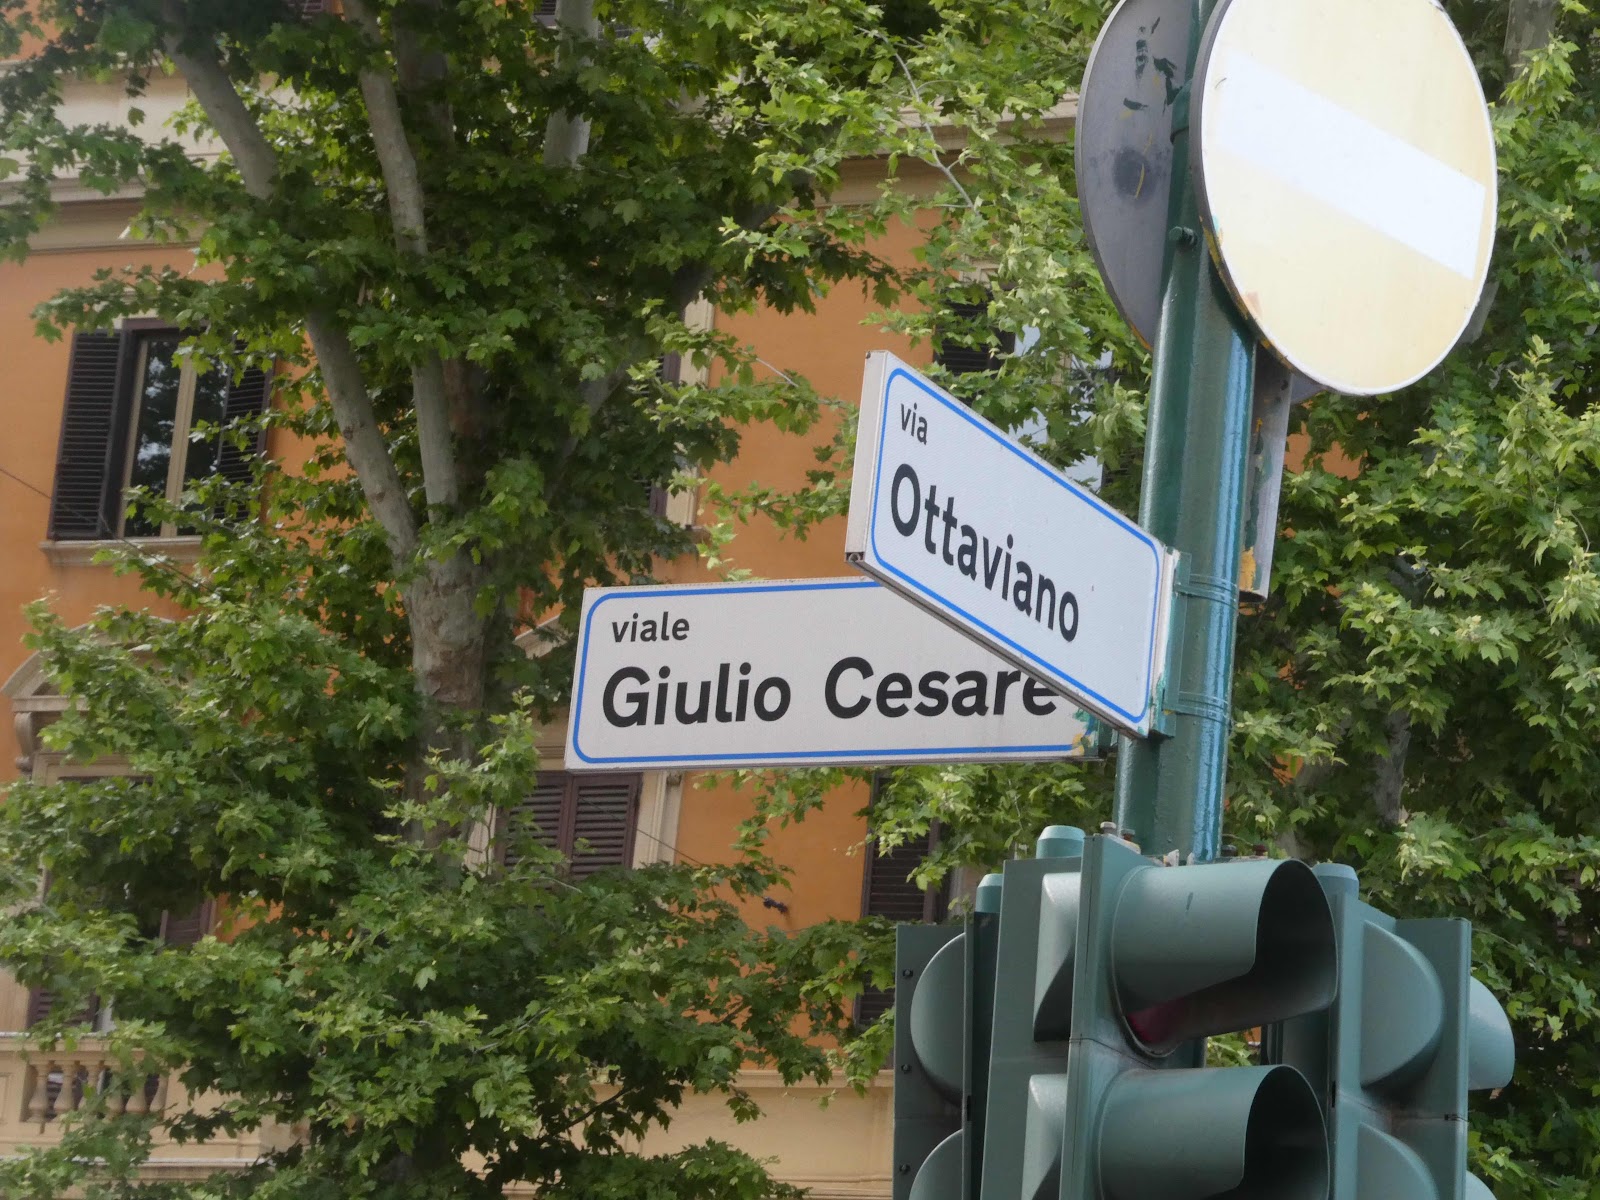 via
Ottaviano
viale
Giulio Cesare